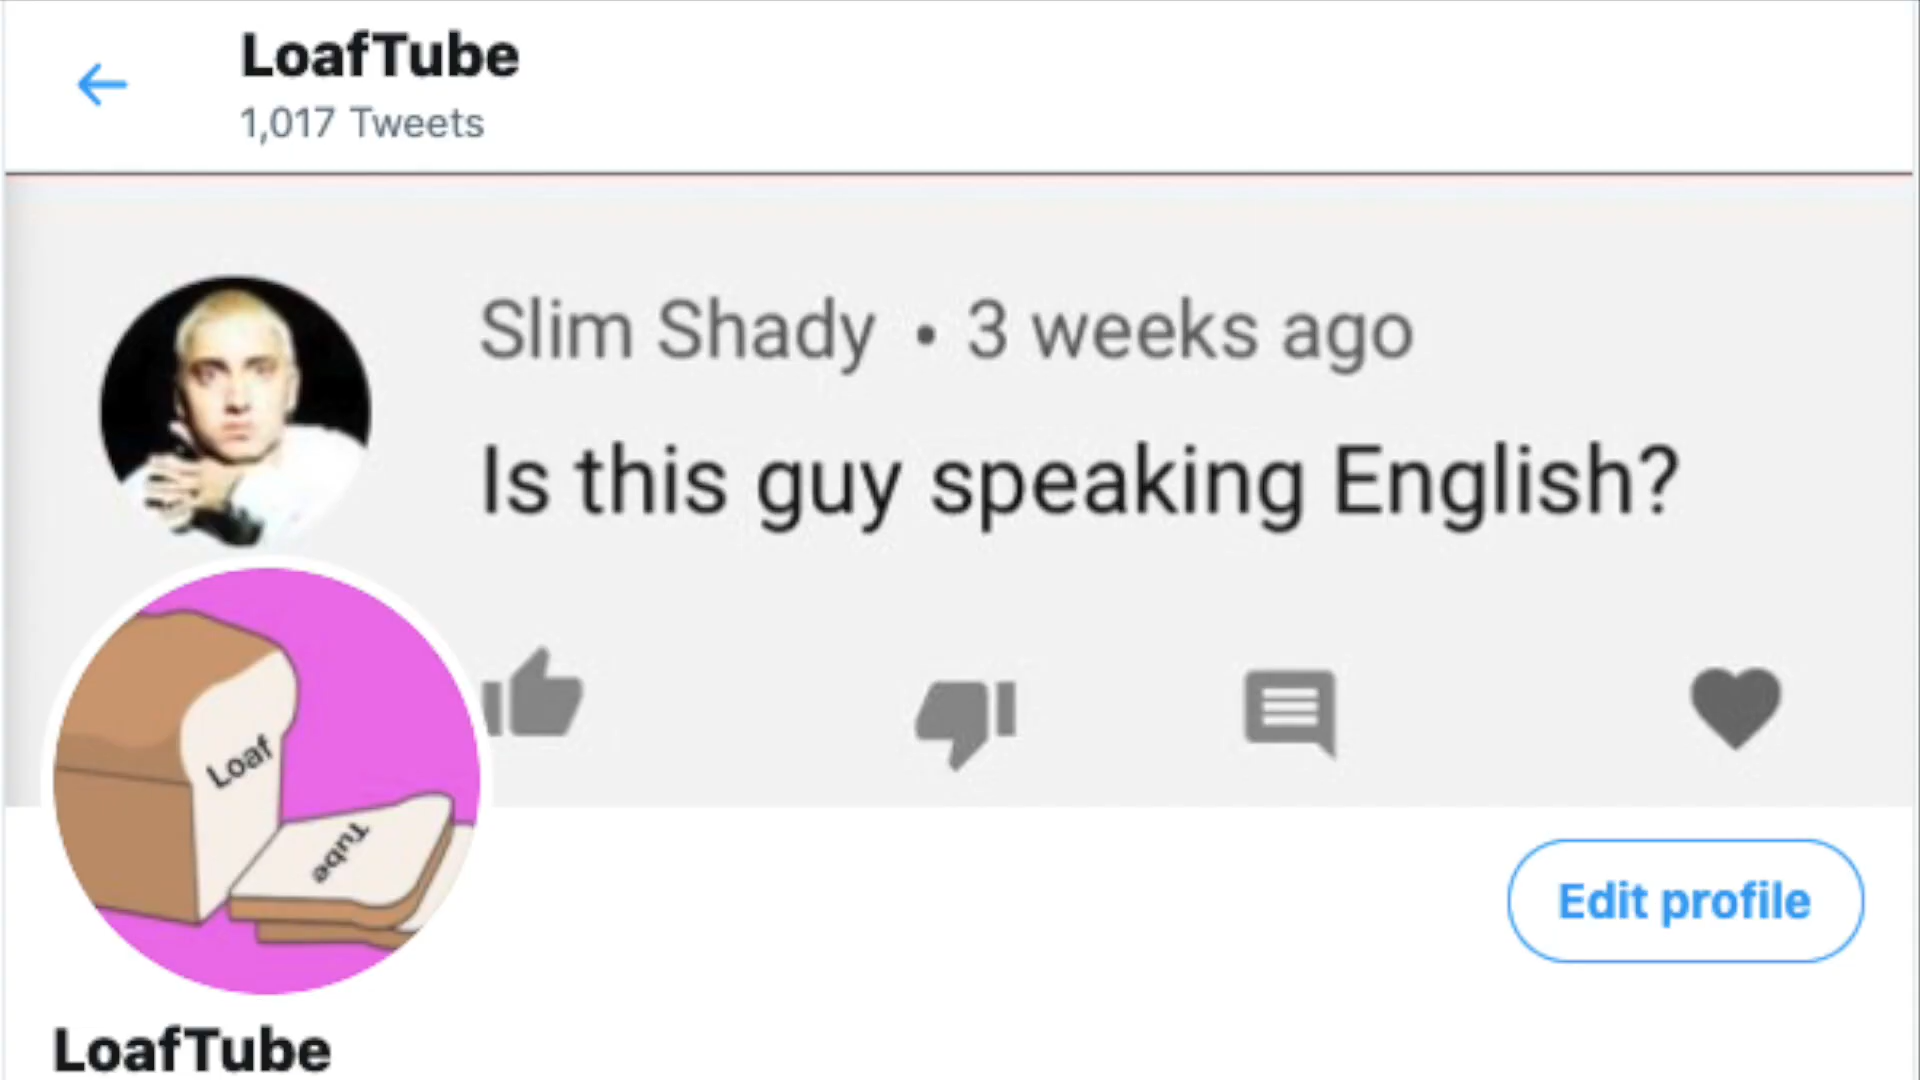 LoafTube
1,017 Tweets
Slim Shady • 3 weeks ago
Is this guy speaking English?
Loaf
Tube
Edit profile
LoafTube